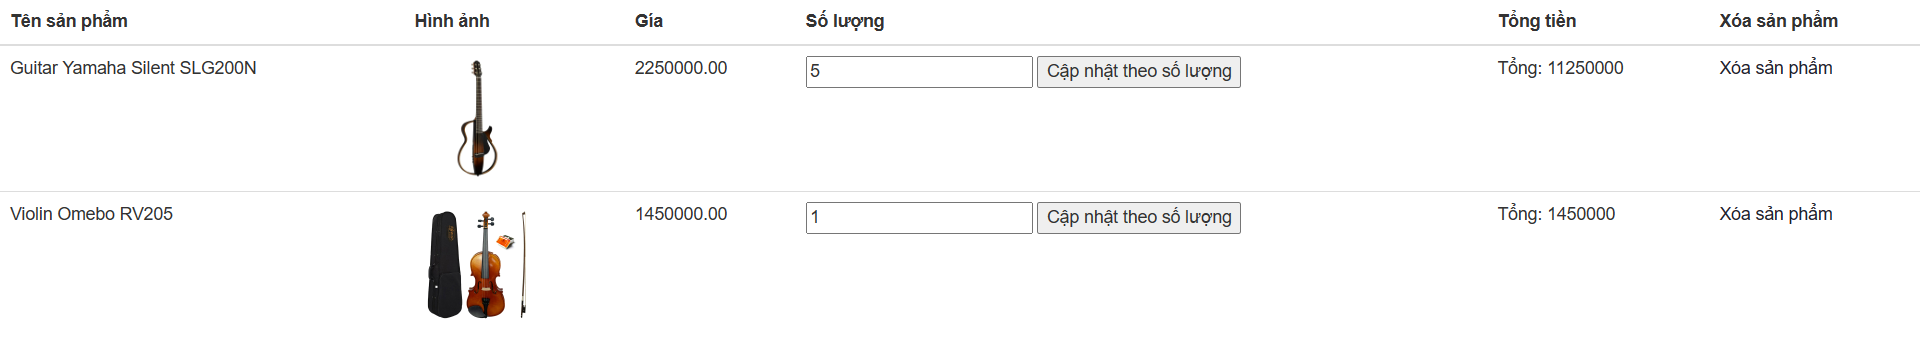 Tên sản phẩm Hình ảnh Gía Số lượng Tổng tiền Xóa sản phẩm
Guitar Yamaha Silent SLG200N 2250000.00 5 Cập nhật theo số lượng Tổng: 11250000 Xóa sản phẩm
Violin Omebo RV205 1450000.00 1 Cập nhật theo số lượng Tổng: 1450000 Xóa sản phẩm